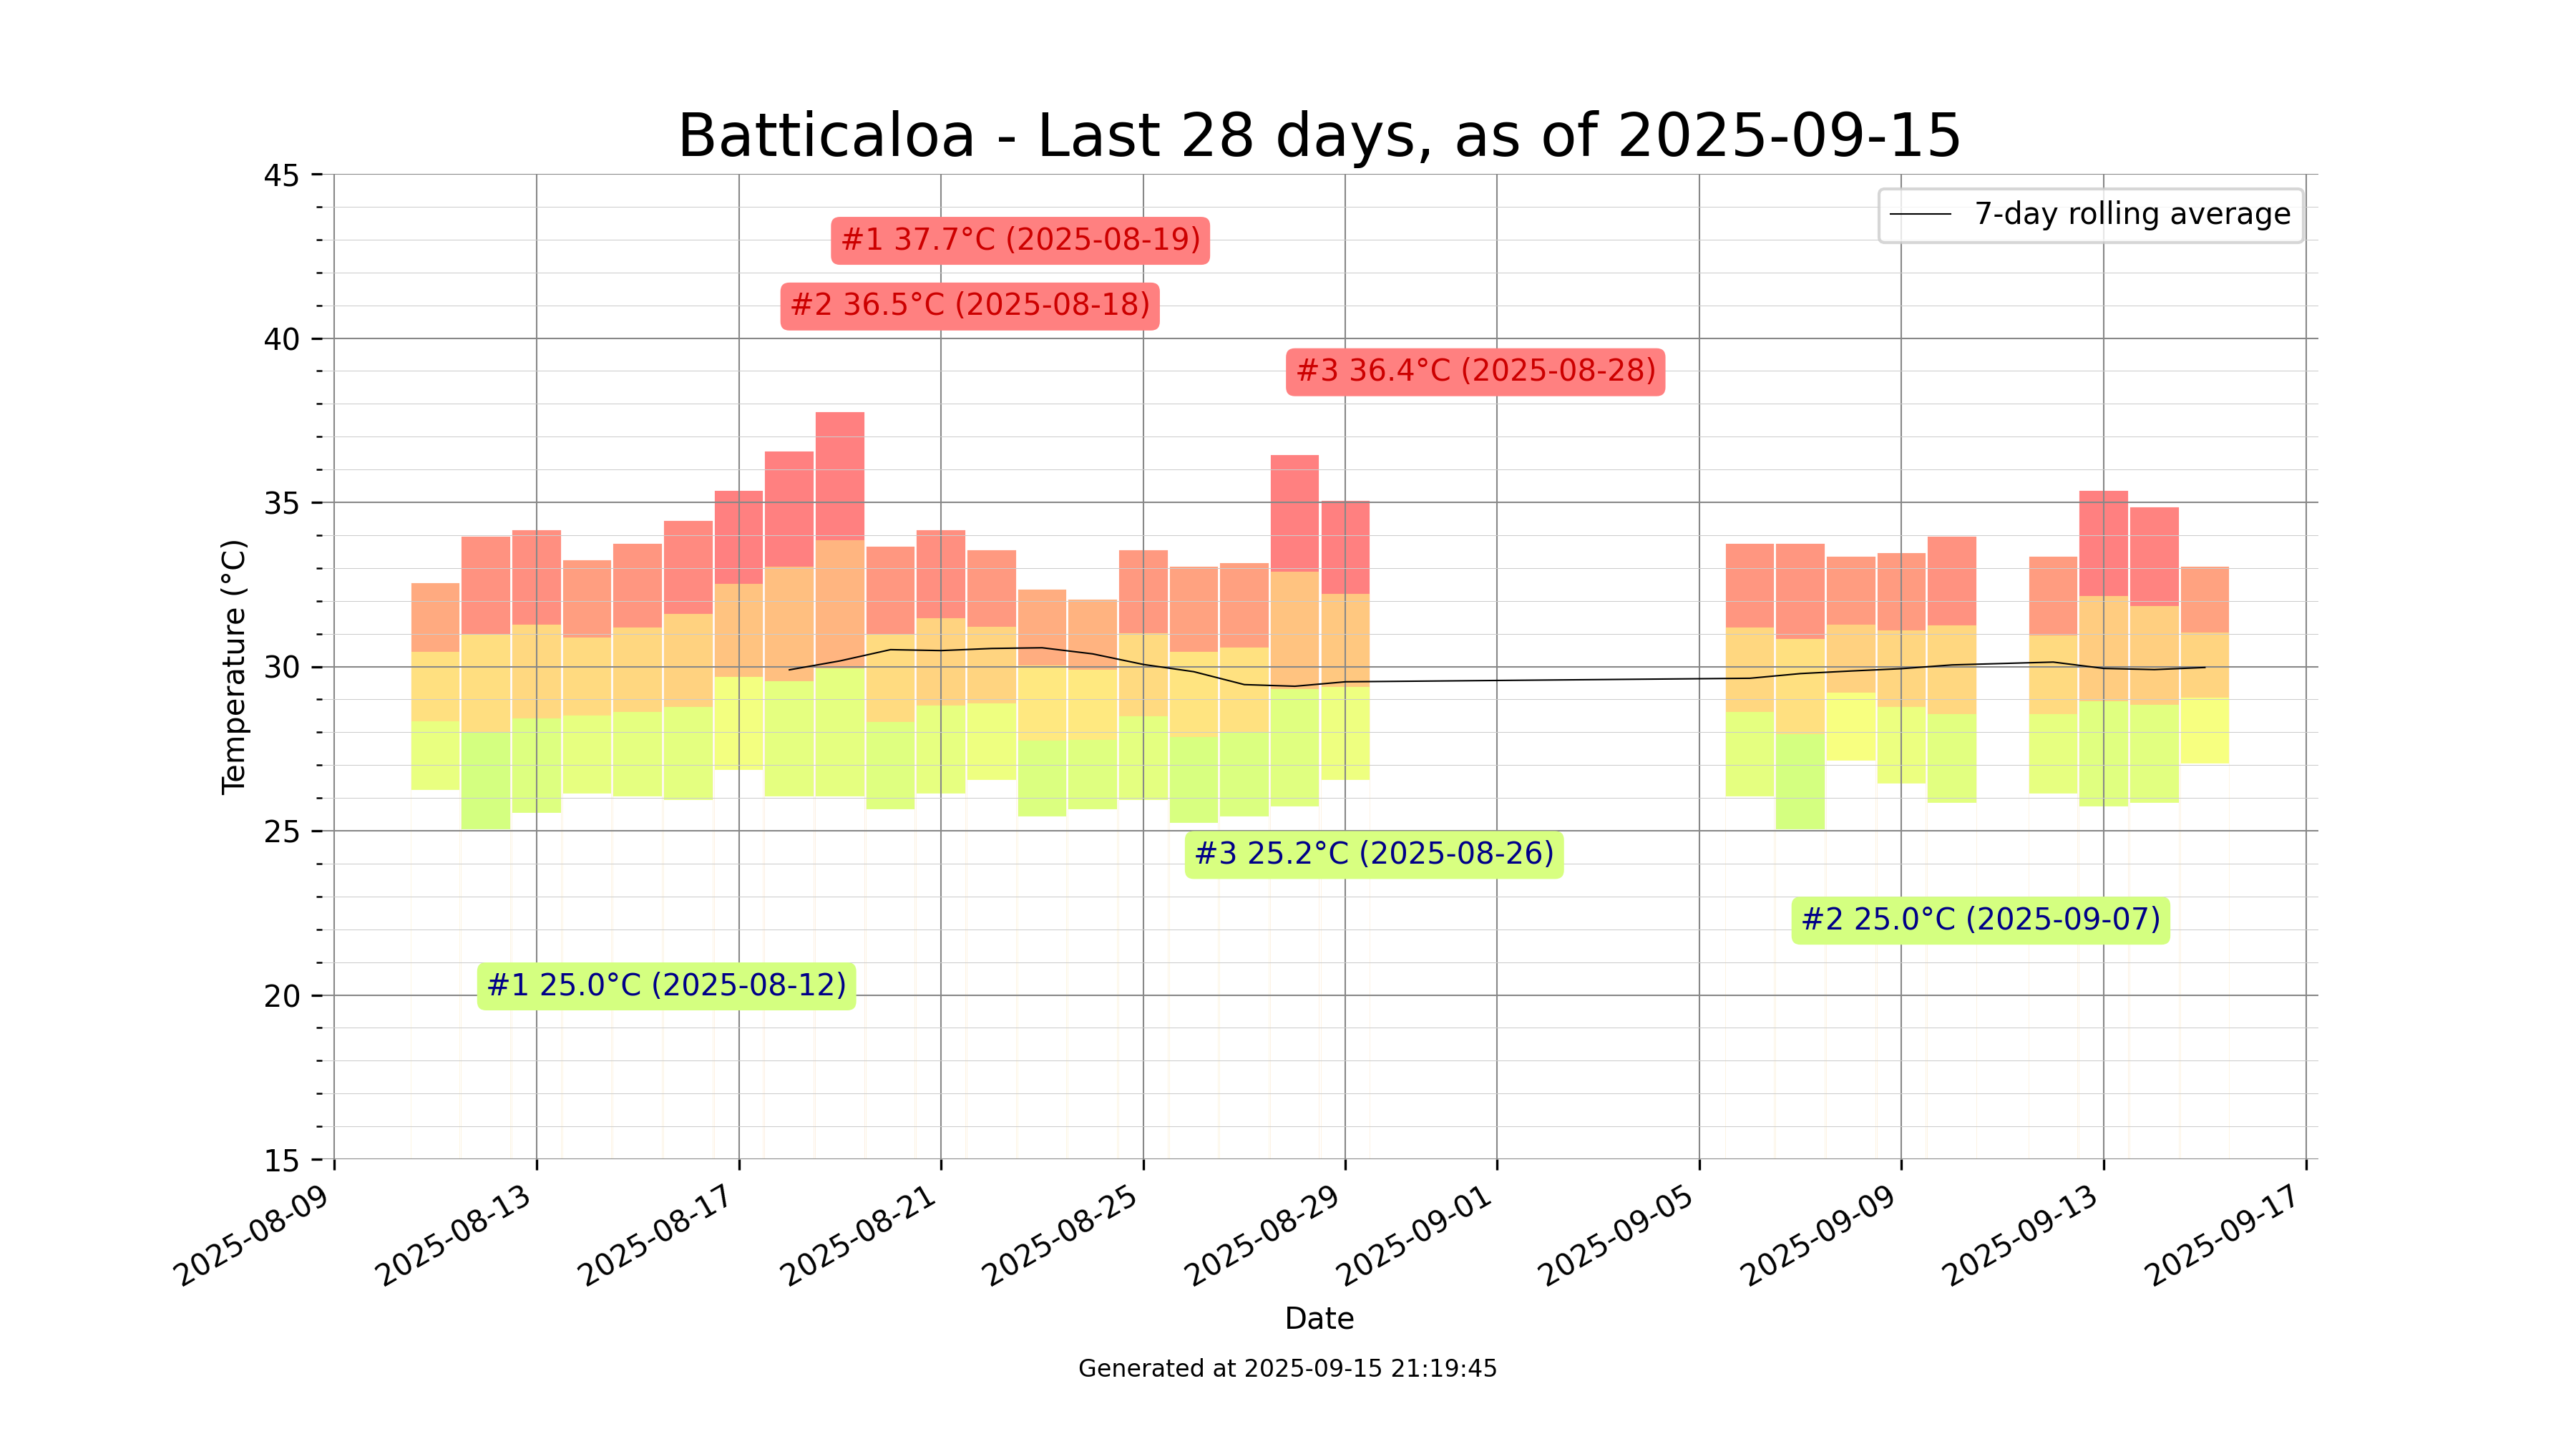 Batticaloa - Last 28 days, as of 2025-09-15
7-day rolling average
#1 37.7°C (2025-08-19)
#2 36.5°C (2025-08-18)
#3 36.4°C (2025-08-28)
#3 25.2°C (2025-08-26)
#2 25.0°C (2025-09-07)
#1 25.0°C (2025-08-12)
Temperature (°C)
45
40
35
30
25
20
15
2025-08-09
2025-08-13
2025-08-17
2025-08-21
2025-08-25
2025-08-29
2025-09-01
2025-09-05
2025-09-09
2025-09-13
2025-09-17
Date
Generated at 2025-09-15 21:19:45